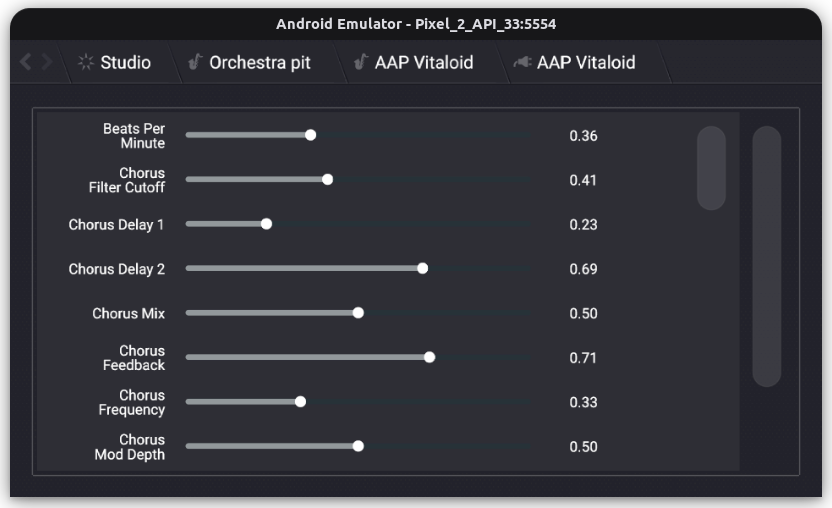 Android Emulator - Pixel_2_API_33:5554
Studio
Orchestra pit
AAP Vitaloid
AAP Vitaloid
Beats Per
Minute
0.36
Chorus
Filter Cutoff
0.41
Chorus Delay 1
0.23
Chorus Delay 2
0.69
Chorus Mix
0.50
Chorus
Feedback
0.71
Chorus
Frequency
0.33
Chorus
Mod Depth
0.50